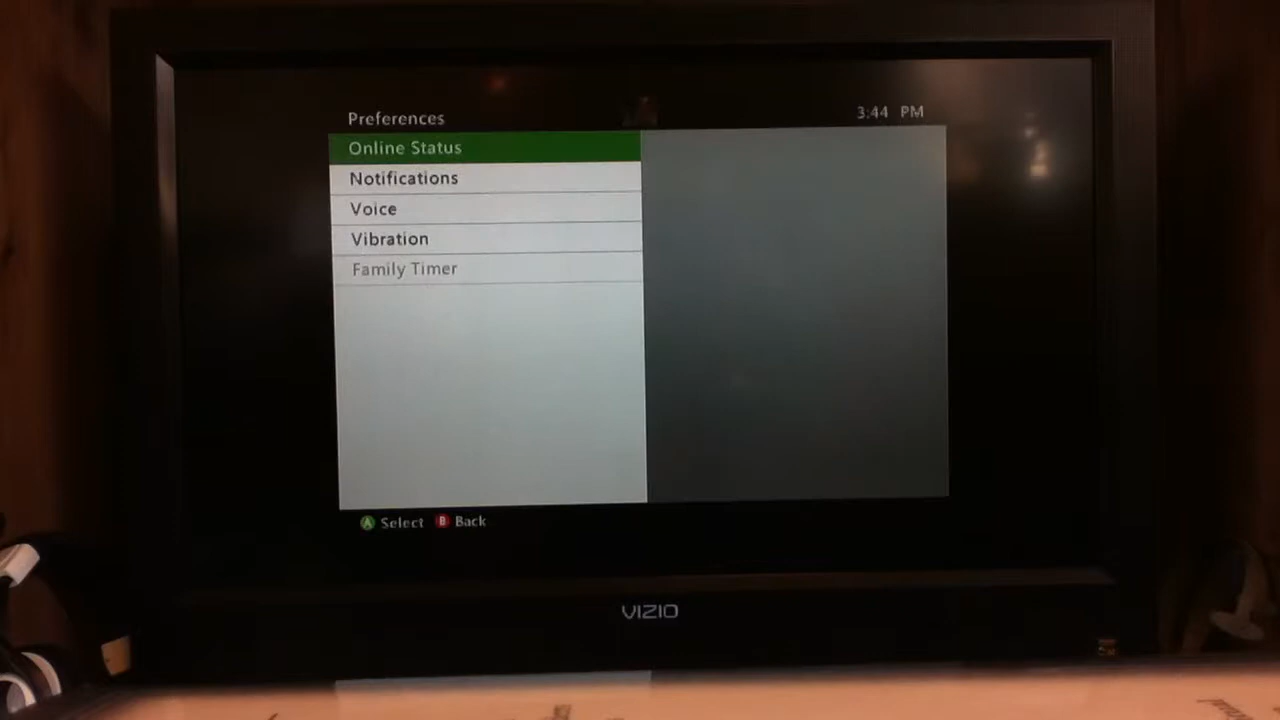 Preferences
3:44 PM
Online Status
Notifications
Voice
Vibration
Family Timer
A Select B Back
VIZIO